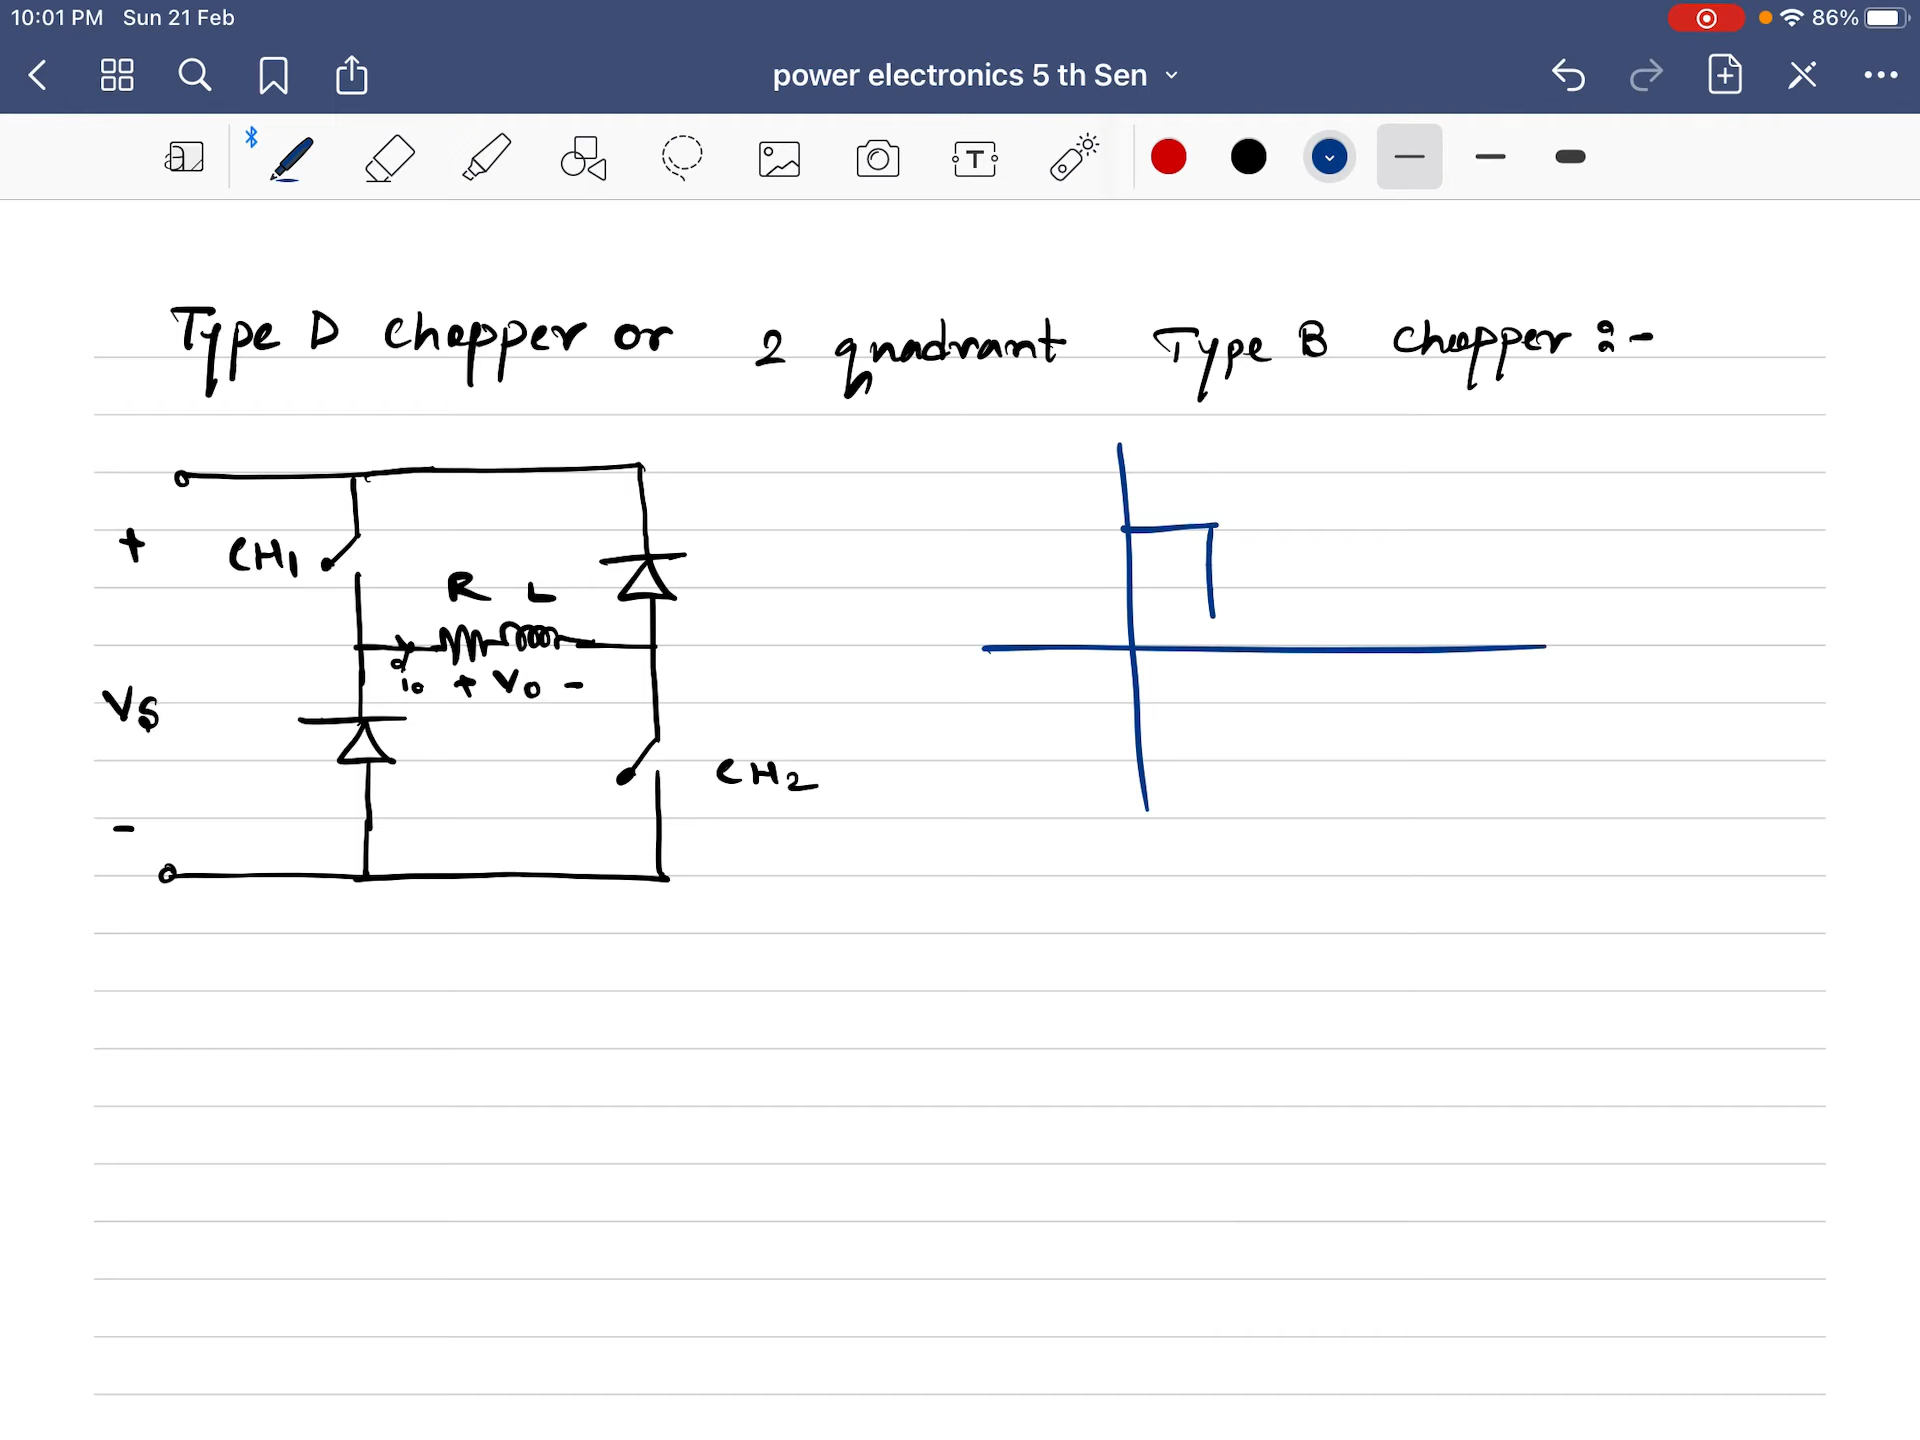 10:01 PM Sun 21 Feb
86%
power electronics 5 th Sen
T
Type D chopper or 2 quadrant Type B chopper :-
+
CH1
R L
io + Vo -
Vs
CH2
-